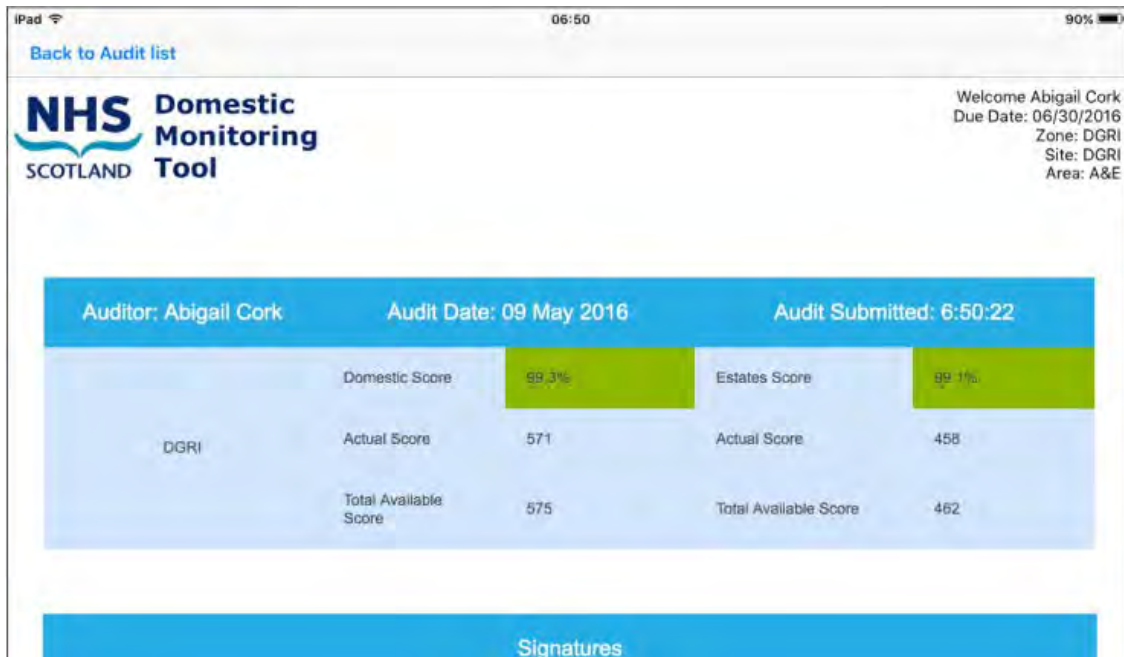 iPad 06:50 90%
Back to Audit list
NHS
SCOTLAND
Domestic
Monitoring
Tool
Welcome Abigail Cork
Due Date: 06/30/2016
Zone: DGRI
Site: DGRI
Area: A&E
Auditor: Abigail Cork Audit Date: 09 May 2016 Audit Submitted: 6:50:22
Domestic Score 99.3% Estates Score 99.1%
DGRI
Actual Score 571 Actual Score 458
Total Available
Score
575 Total Available Score 462
Signatures